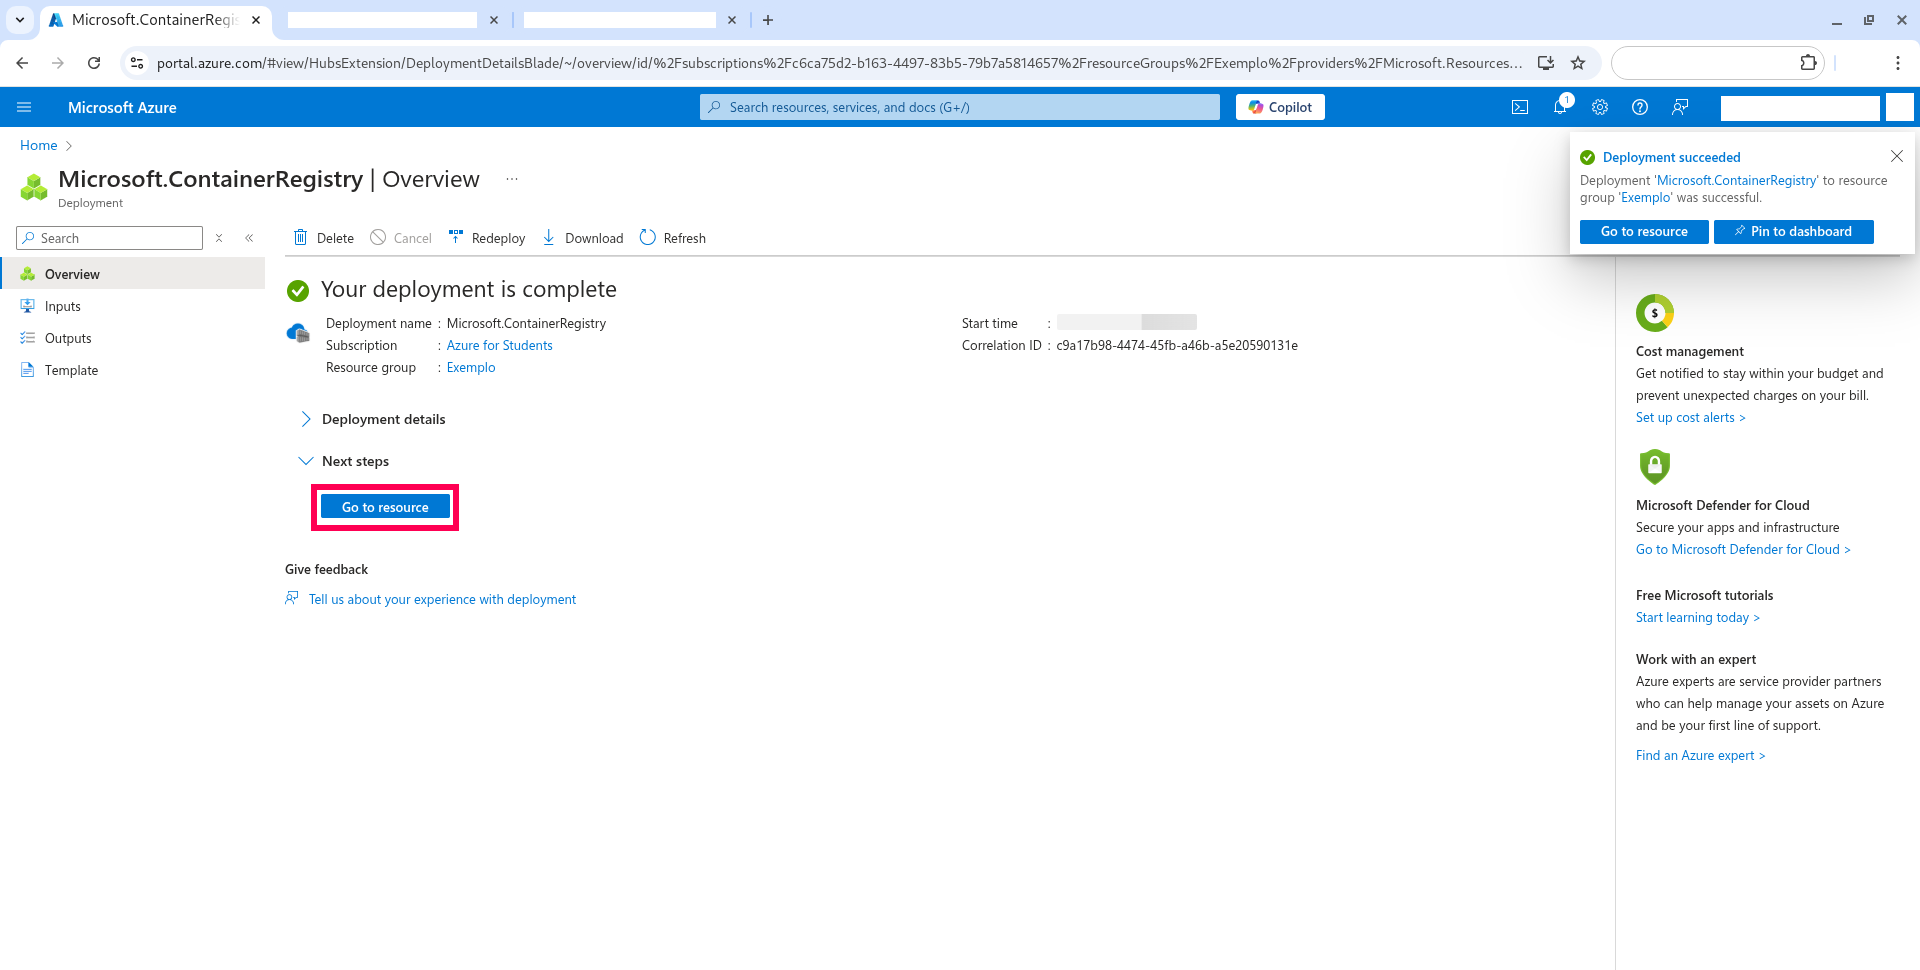 Microsoft.ContainerRegis
portal.azure.com/#view/HubsExtension/DeploymentDetailsBlade/~/overview/id/%2Fsubscriptions%2Fc6ca75d2-b163-4497-83b5-79b7a5814657%2FresourceGroups%2FExemplo%2Fproviders%2FMicrosoft.Resources...
Microsoft Azure
Search resources, services, and docs (G+/)
Copilot
1
Home
Microsoft.ContainerRegistry | Overview
Deployment
Deployment succeeded
Deployment 'Microsoft.ContainerRegistry' to resource
group 'Exemplo' was successful.
Go to resource
Pin to dashboard
Search
Delete
Cancel
Redeploy
Download
Refresh
Overview
Inputs
Outputs
Template
Your deployment is complete
Deployment name : Microsoft.ContainerRegistry
Subscription : Azure for Students
Resource group : Exemplo
Start time :
Correlation ID : c9a17b98-4474-45fb-a46b-a5e20590131e
Deployment details
Next steps
Go to resource
Give feedback
Tell us about your experience with deployment
$
Cost management
Get notified to stay within your budget and
prevent unexpected charges on your bill.
Set up cost alerts >
Microsoft Defender for Cloud
Secure your apps and infrastructure
Go to Microsoft Defender for Cloud >
Free Microsoft tutorials
Start learning today >
Work with an expert
Azure experts are service provider partners
who can help manage your assets on Azure
and be your first line of support.
Find an Azure expert >